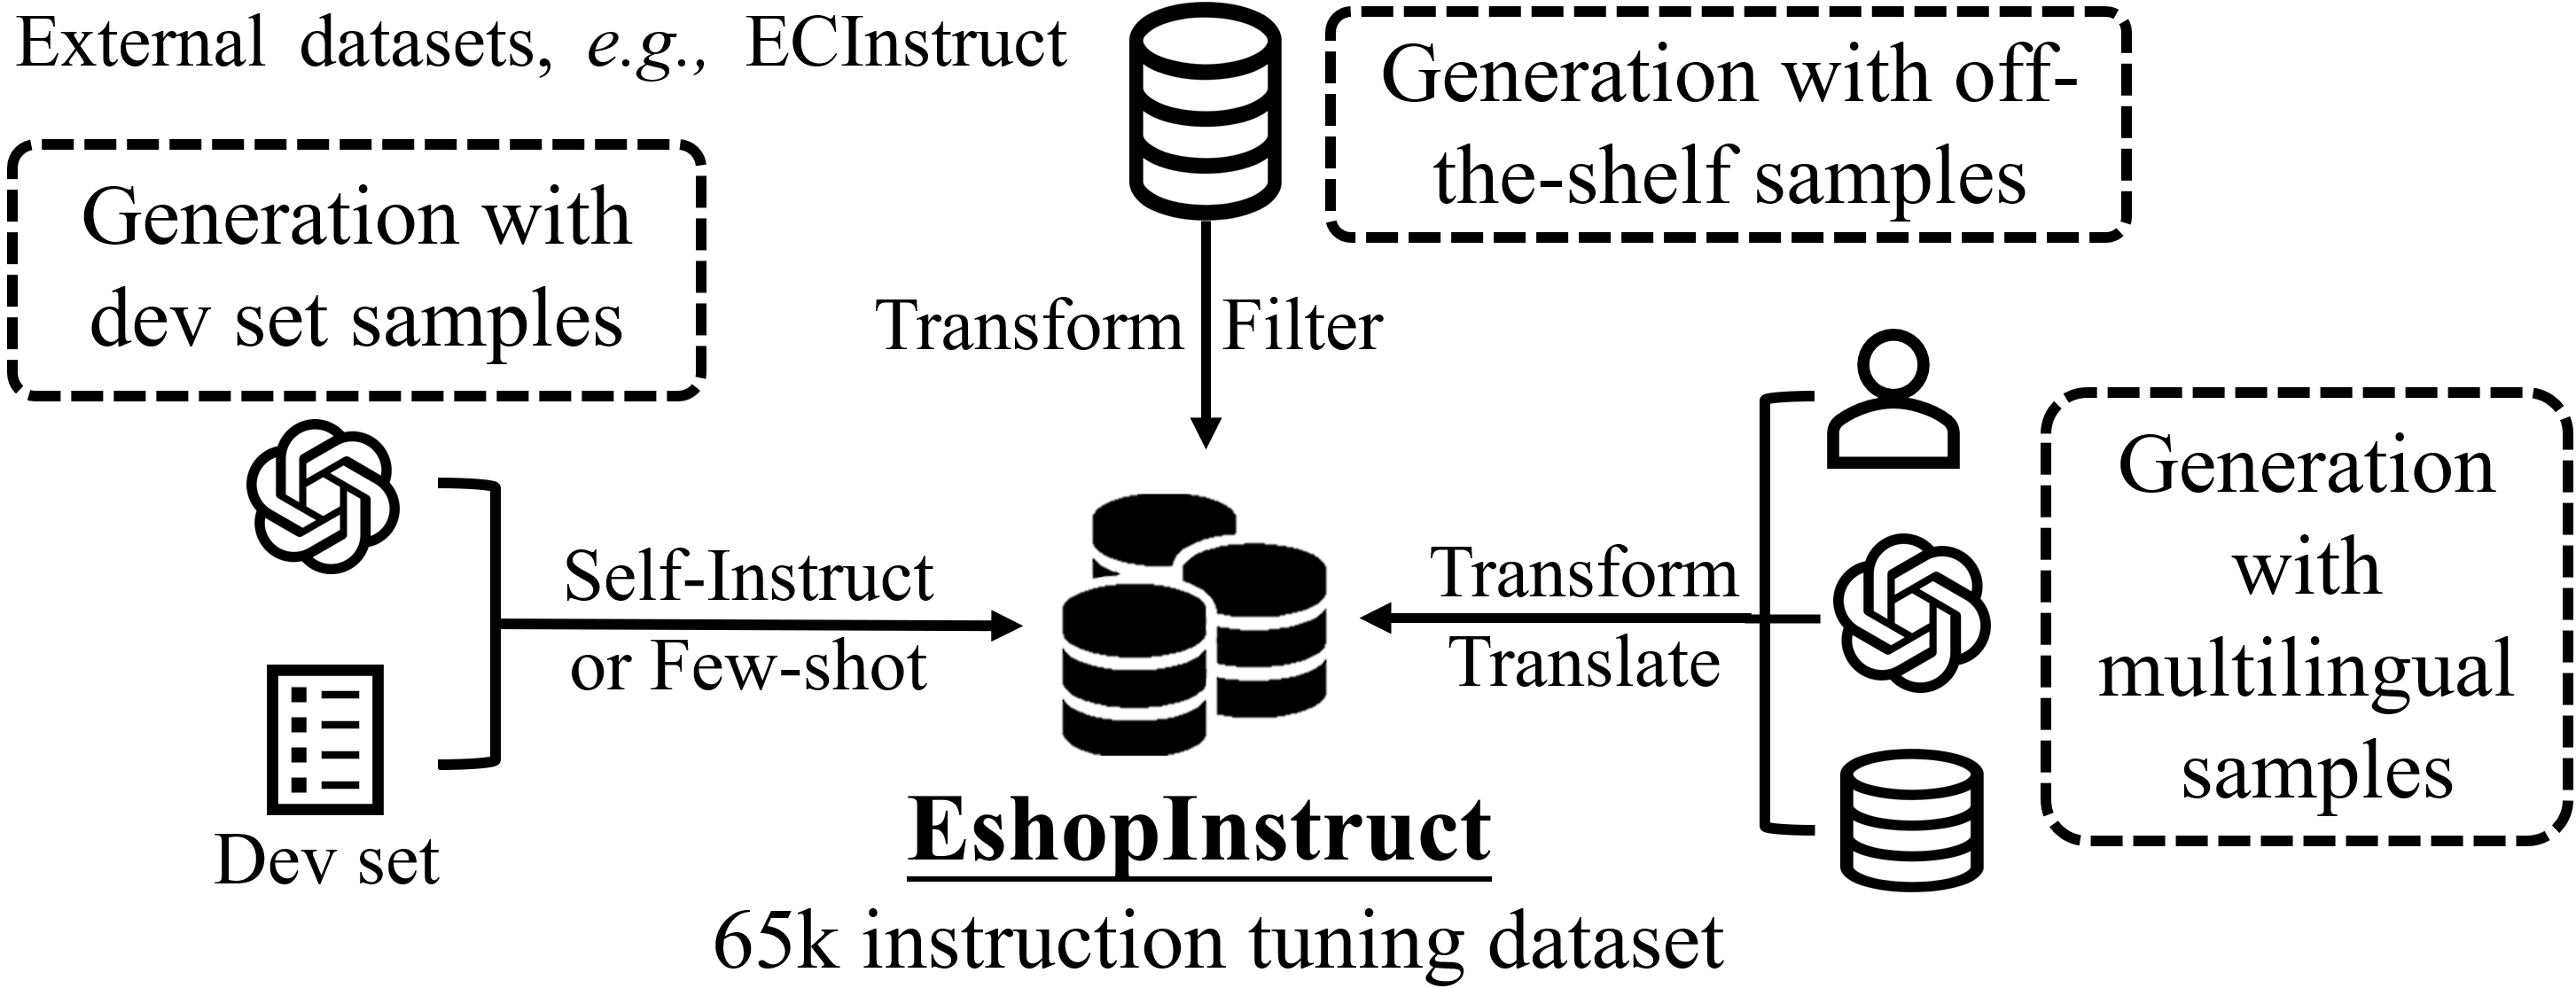 External datasets, e.g., ECInstruct
Generation with off-
the-shelf samples
Generation with
dev set samples
Transform Filter
Self-Instruct
or Few-shot
Transform
Translate
Generation
with
multilingual
samples
Dev set
EshopInstruct
65k instruction tuning dataset